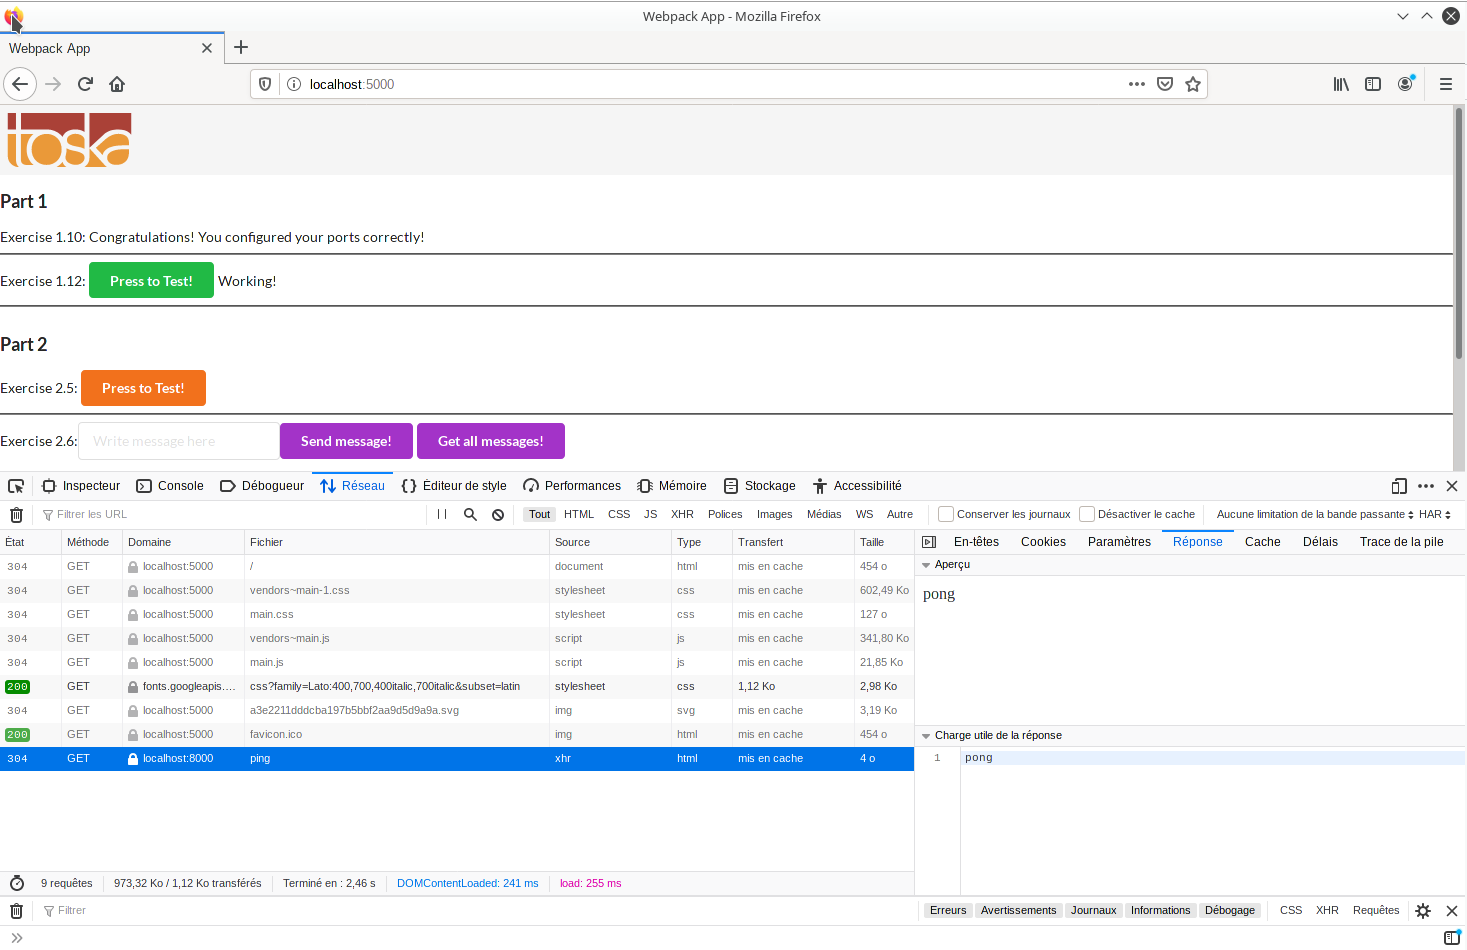 Webpack App - Mozilla Firefox
Webpack App
localhost:5000
toska
Part 1
Exercise 1.10: Congratulations! You configured your ports correctly!
Exercise 1.12: Press to Test! Working!
Part 2
Exercise 2.5: Press to Test!
Exercise 2.6: Write message here Send message! Get all messages!
Inspecteur Console Débogueur Réseau Éditeur de style Performances Mémoire Stockage Accessibilité
Filtrer les URL Tout HTML CSS JS XHR Polices Images Médias WS Autre Conserver les journaux Désactiver le cache Aucune limitation de la bande passante HAR
État Méthode Domaine Fichier Source Type Transfert Taille En-têtes Cookies Paramètres Réponse Cache Délais Trace de la pile
304 GET localhost:5000 / document html mis en cache 454 o
304 GET localhost:5000 vendors~main-1.css stylesheet css mis en cache 602,49 Ko
304 GET localhost:5000 main.css stylesheet css mis en cache 127 o
304 GET localhost:5000 vendors~main.js script js mis en cache 341,80 Ko
304 GET localhost:5000 main.js script js mis en cache 21,85 Ko
200 GET fonts.googleapis.… css?family=Lato:400,700,400italic,700italic&subset=latin stylesheet css 1,12 Ko 2,98 Ko
304 GET localhost:5000 a3e2211dddcba197b5bbf2aa9d5d9a9a.svg img svg mis en cache 3,19 Ko
200 GET localhost:5000 favicon.ico img html mis en cache 454 o
304 GET localhost:8000 ping xhr html mis en cache 4 o
Aperçu
pong
Charge utile de la réponse
1 pong
9 requêtes 973,32 Ko / 1,12 Ko transférés Terminé en : 2,46 s DOMContentLoaded: 241 ms load: 255 ms
Filtrer Erreurs Avertissements Journaux Informations Débogage CSS XHR Requêtes